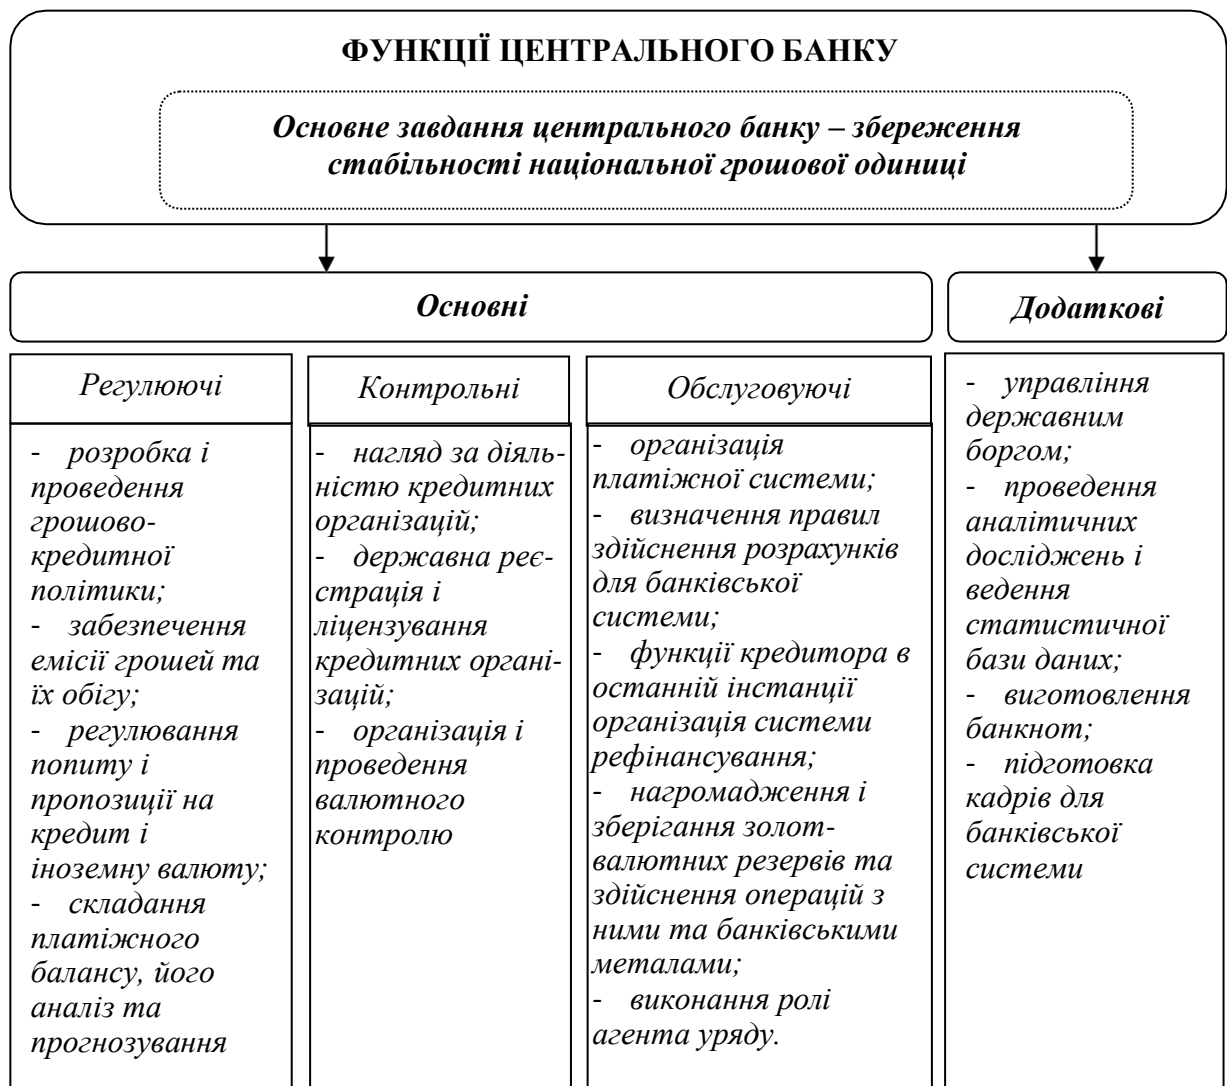 ФУНКЦІЇ ЦЕНТРАЛЬНОГО БАНКУ
Основне завдання центрального банку – збереження
стабільності національної грошової одиниці
Основні
Додаткові
Регулюючі
- розробка і
проведення
грошово-
кредитної
політики;
- забезпечення
емісії грошей та
їх обігу;
- регулювання
попиту і
пропозиції на
кредит і
іноземну валюту;
- складання
платіжного
балансу, його
аналіз та
прогнозування
Контрольні
- нагляд за діяль-
ністю кредитних
організацій;
- державна реє-
страція і
ліцензування
кредитних органі-
зацій;
- організація і
проведення
валютного
контролю
Обслуговуючі
- організація
платіжної системи;
- визначення правил
здійснення розрахунків
для банківської
системи;
- функції кредитора в
останній інстанції
організація системи
рефінансування;
- нагромадження і
зберігання золот-
валютних резервів та
здійснення операцій з
ними та банківськими
металами;
- виконання ролі
агента уряду.
- управління
державним
боргом;
- проведення
аналітичних
досліджень і
ведення
статистичної
бази даних;
- виготовлення
банкнот;
- підготовка
кадрів для
банківської
системи